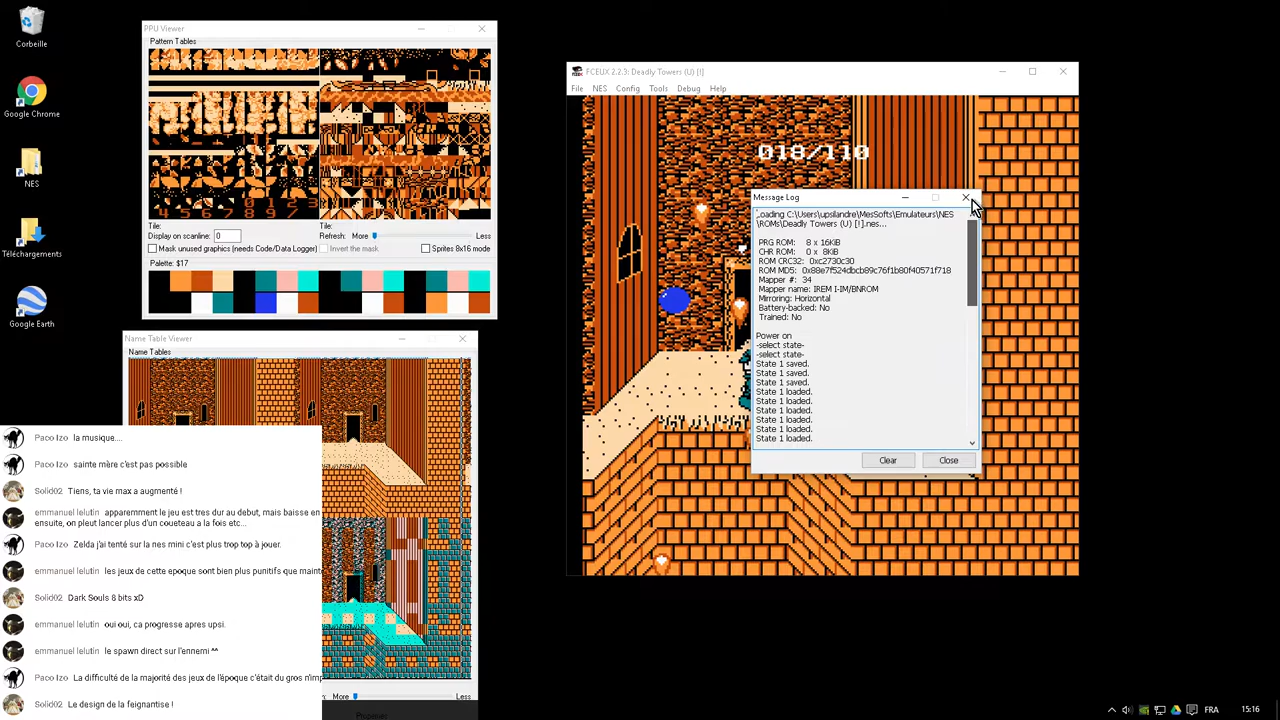 Corbeille
Google Chrome
NES
Téléchargements
Google Earth
PPU Viewer
Pattern Tables
Tile:
Tile:
Display on scanline: 0
Refresh: More
Less
Mask unused graphics (needs Code/Data Logger)
Invert the mask
Sprites 8x16 mode
Palette: $17
Name Table Viewer
Name Tables
More
Less
Paco Izo la musique....
Paco Izo sainte mère c'est pas possible
Solid02 Tiens, ta vie max a augmenté !
emmanuel lelutin apparemment le jeu est tres dur au debut, mais baisse en
ensuite, on peut lancer plus d'un couteau a la fois etc...
Paco Izo Zelda j'ai tenté sur la nes mini c'est plus trop top à jouer.
emmanuel lelutin les jeux de cette epoque sont bien plus punitifs que maint
Solid02 Dark Souls 8 bits xD
emmanuel lelutin oui oui, ca progresse apres upsi.
emmanuel lelutin le spawn direct sur l'ennemi ^^
Paco Izo La difficulté de la majorité des jeux de l'époque c'était du gros n'imp
Solid02 Le design de la feignantise !
FCEUX 2.2.3: Deadly Towers (U) [!]
File NES Config Tools Debug Help
018/110
Message Log
Loading C:\Users\upsilandre\MesSofts\Emulateurs\NES
\ROMs\Deadly Towers (U) [!].nes...
PRG ROM: 8 x 16KiB
CHR ROM: 0 x 8KiB
ROM CRC32: 0xc2730c30
ROM MD5: 0x88e7f524dbcb89c76f1b80f40571f718
Mapper #: 34
Mapper name: IREM I-IM/BNROM
Mirroring: Horizontal
Battery-backed: No
Trained: No
Power on
-select state-
-select state-
State 1 saved.
State 1 saved.
State 1 saved.
State 1 loaded.
State 1 loaded.
State 1 loaded.
State 1 loaded.
State 1 loaded.
State 1 loaded.
Clear
Close
FRA
15:16